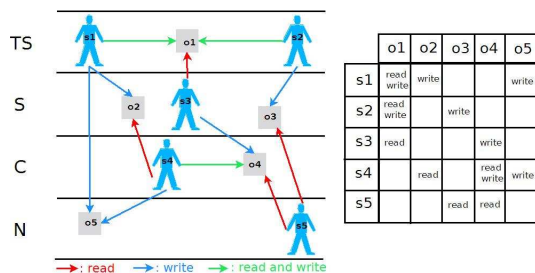 TS
s1
o1
s2
S
o2
s3
o3
C
s4
o4
N
o5
s5
: read
: write
: read and write
o1 o2 o3 o4 o5
s1 read write write write
s2 read write write
s3 read write
s4 read read write write
s5 read read